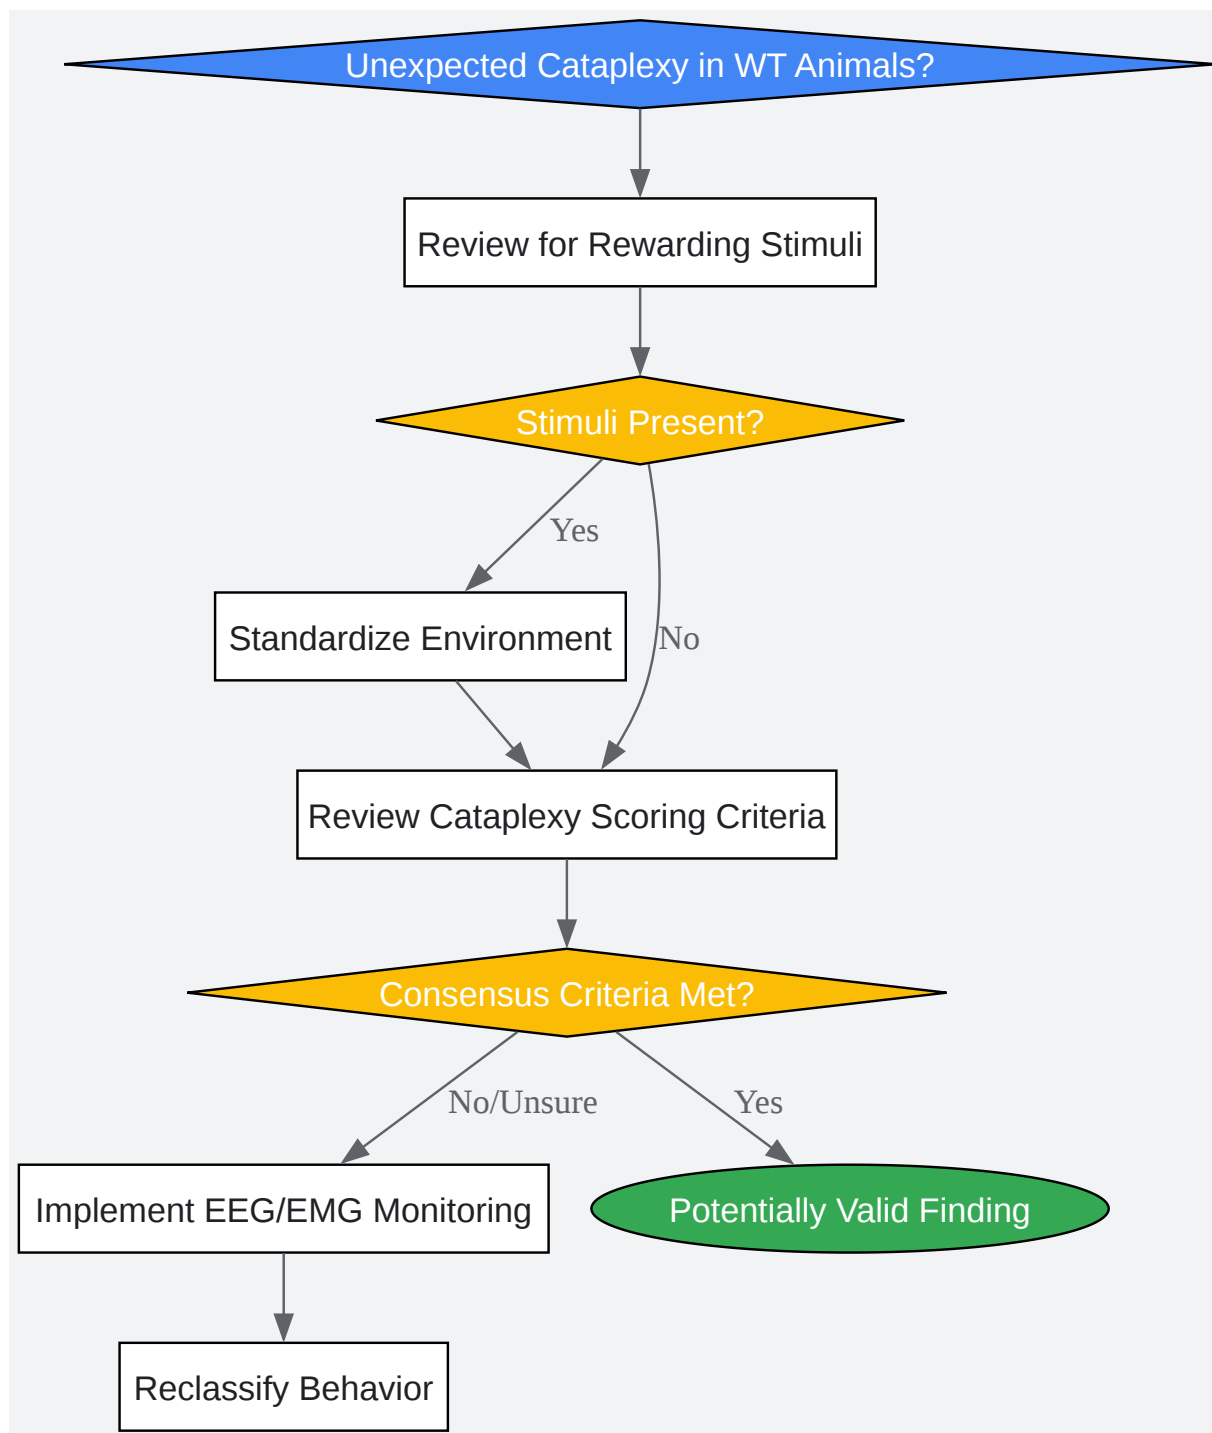 Unexpected Cataplexy in WT Animals?
Review for Rewarding Stimuli
Stimuli Present?
Yes
Standardize Environment
No
Review Cataplexy Scoring Criteria
Consensus Criteria Met?
No/Unsure
Yes
Implement EEG/EMG Monitoring
Potentially Valid Finding
Reclassify Behavior